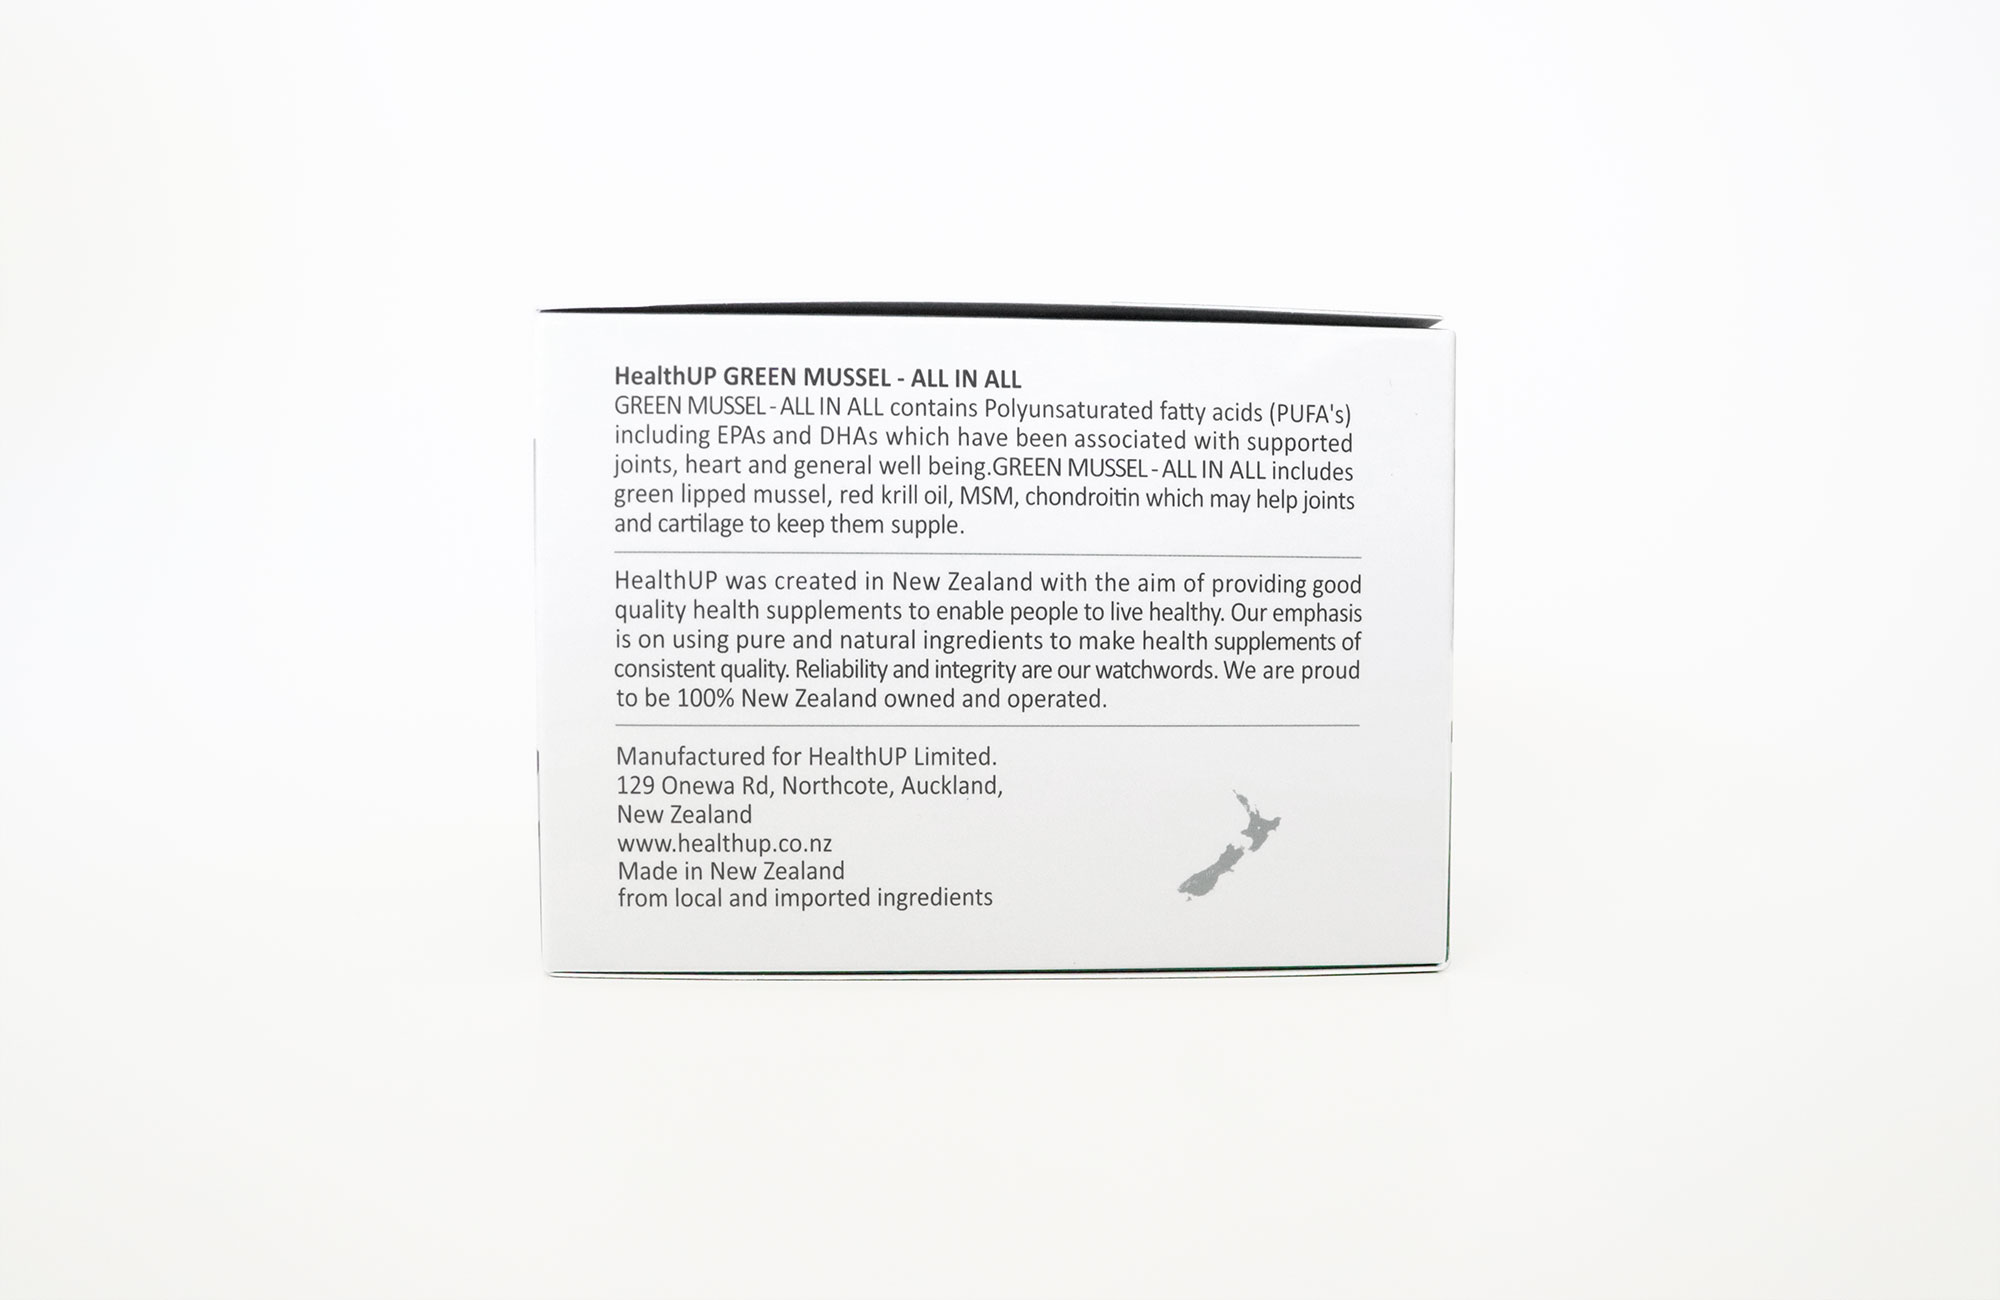 HealthUP GREEN MUSSEL - ALL IN ALL
GREEN MUSSEL - ALL IN ALL contains Polyunsaturated fatty acids (PUFA's)
including EPAs and DHAs which have been associated with supported
joints, heart and general well being.GREEN MUSSEL - ALL IN ALL includes
green lipped mussel, red krill oil, MSM, chondroitin which may help joints
and cartilage to keep them supple.
HealthUP was created in New Zealand with the aim of providing good
quality health supplements to enable people to live healthy. Our emphasis
is on using pure and natural ingredients to make health supplements of
consistent quality. Reliability and integrity are our watchwords. We are proud
to be 100% New Zealand owned and operated.
Manufactured for HealthUP Limited.
129 Onewa Rd, Northcote, Auckland,
New Zealand
www.healthup.co.nz
Made in New Zealand
from local and imported ingredients